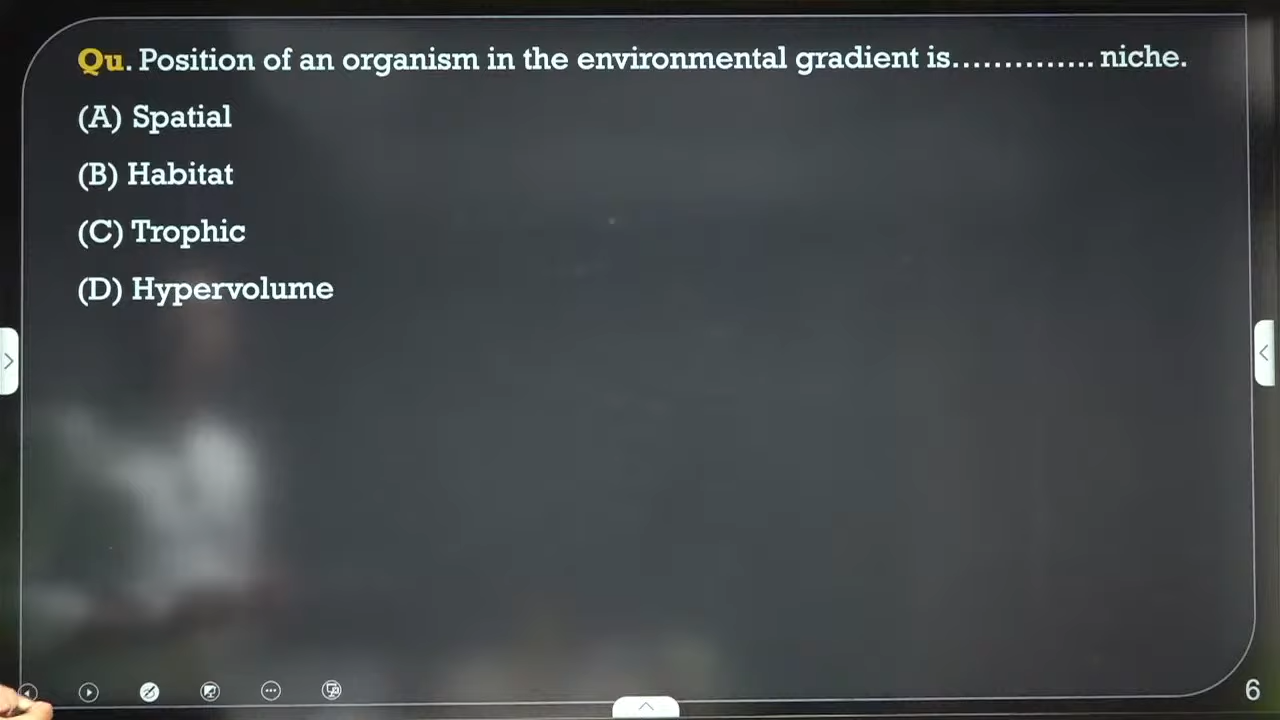 Qu. Position of an organism in the environmental gradient is.............. niche.
(A) Spatial
(B) Habitat
(C) Trophic
(D) Hypervolume
6